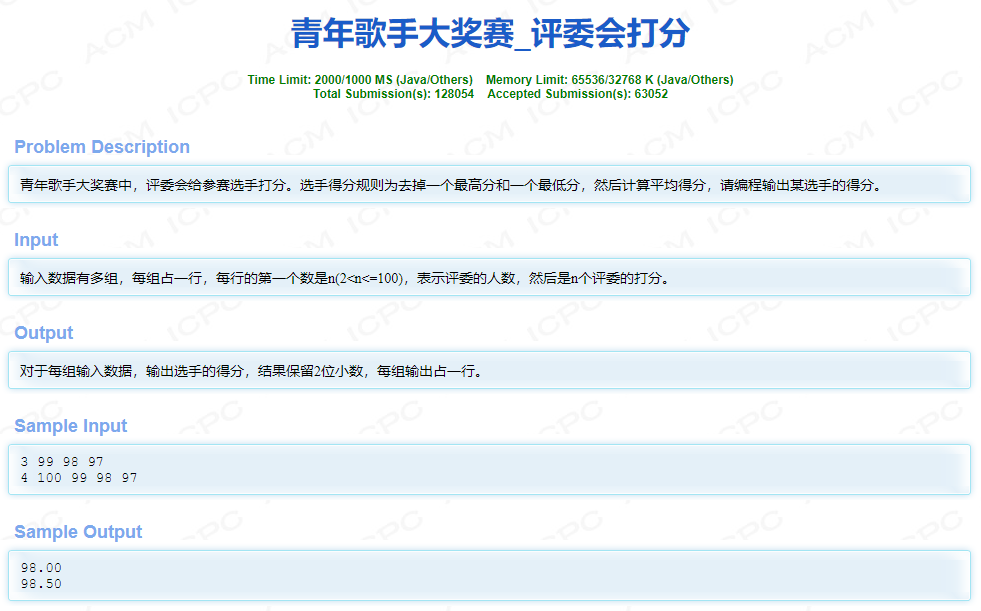 青年歌手大奖赛_评委会打分
Time Limit: 2000/1000 MS (Java/Others) Memory Limit: 65536/32768 K (Java/Others)
Total Submission(s): 128054 Accepted Submission(s): 63052
Problem Description
青年歌手大奖赛中，评委会给参赛选手打分。选手得分规则为去掉一个最高分和一个最低分，然后计算平均得分，请编程输出某选手的得分。
Input
输入数据有多组，每组占一行，每行的第一个数是n(2<n<=100)，表示评委的人数，然后是n个评委的打分。
Output
对于每组输入数据，输出选手的得分，结果保留2位小数，每组输出占一行。
Sample Input
3 99 98 97
4 100 99 98 97
Sample Output
98.00
98.50